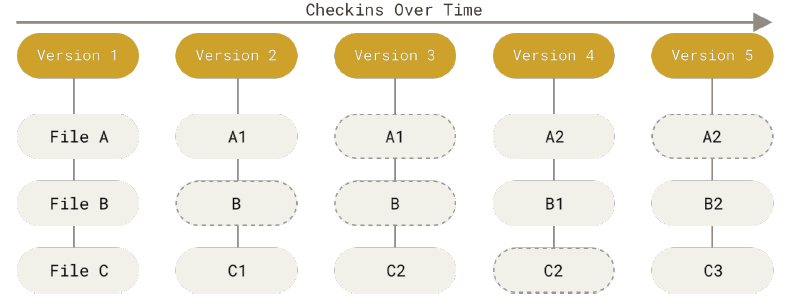 Checkins Over Time
Version 1 Version 2 Version 3 Version 4 Version 5
File A A1 A1 A2 A2
File B B B B1 B2
File C C1 C2 C2 C3